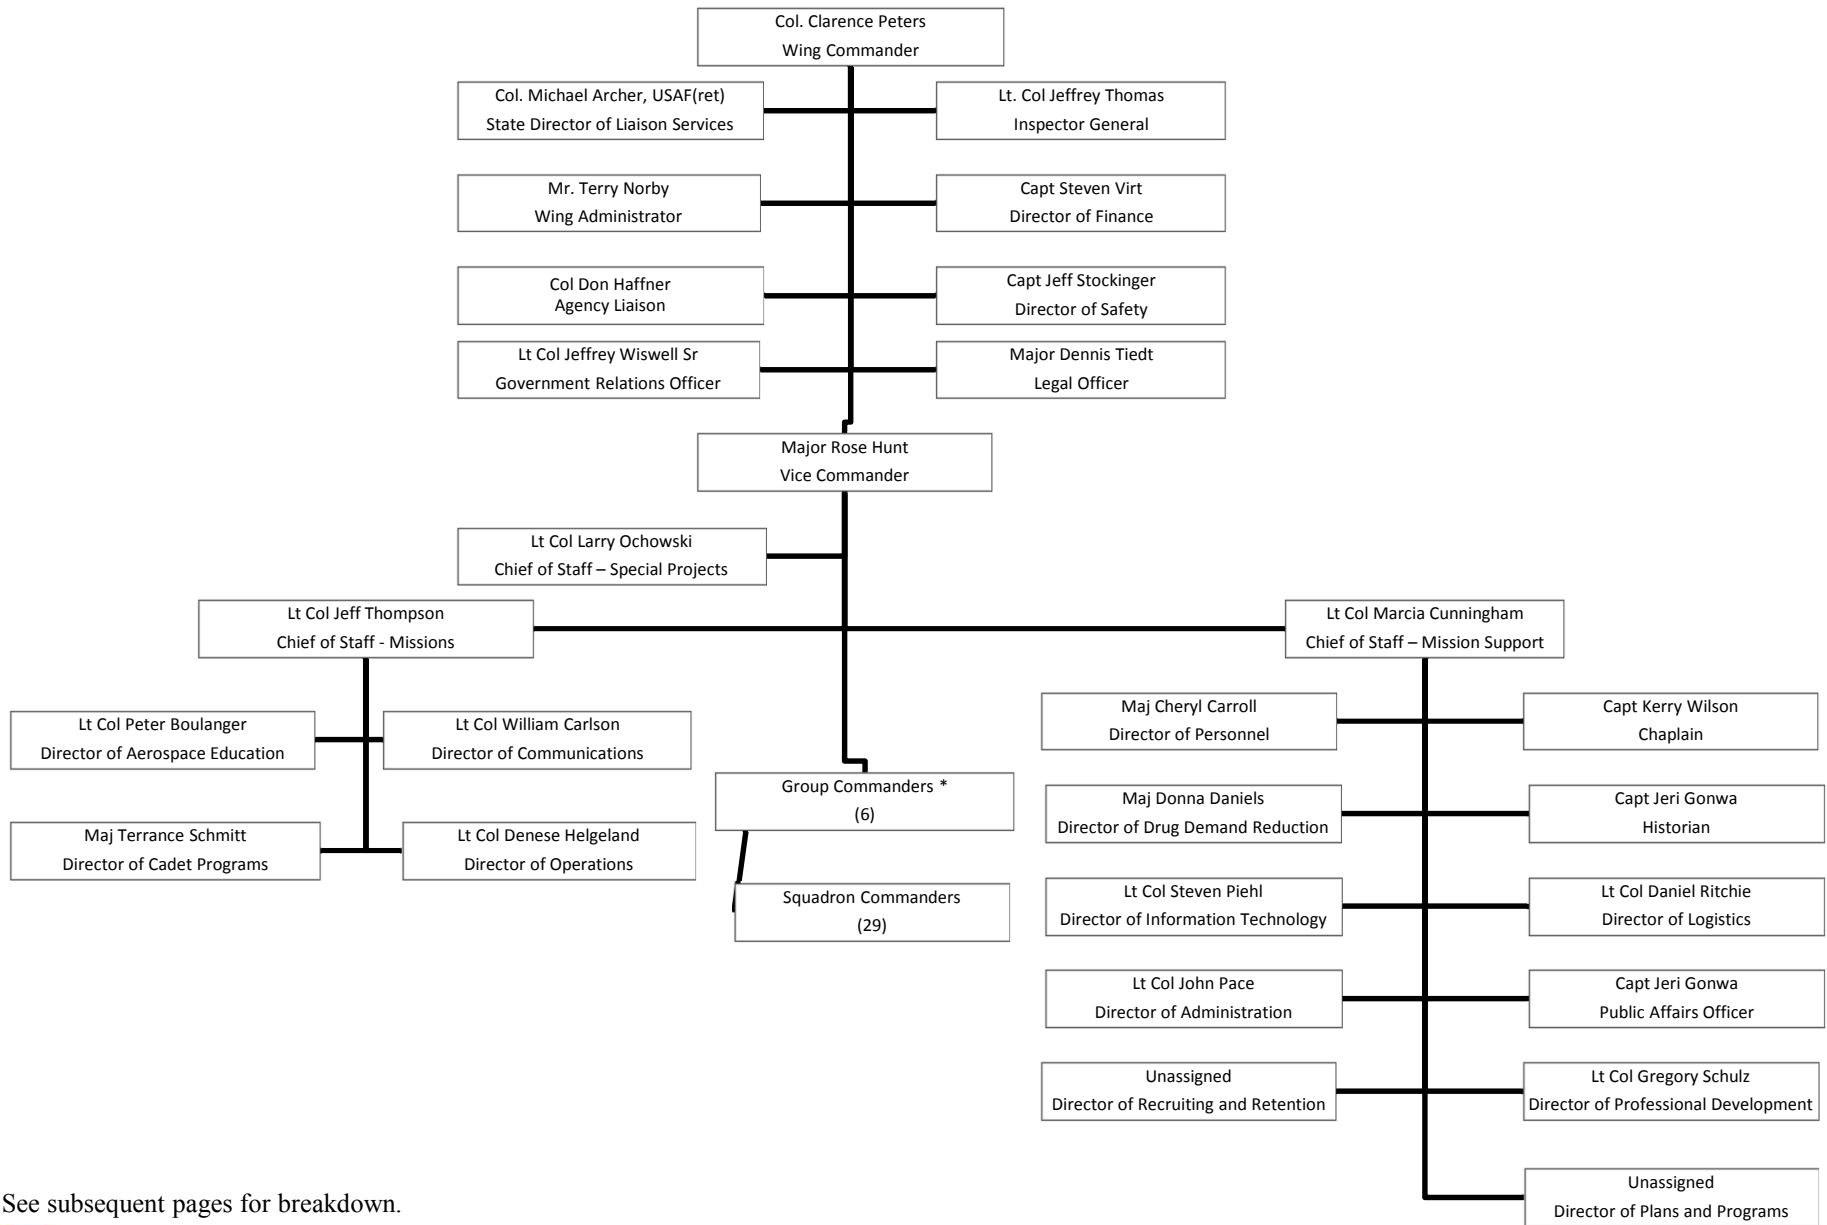 Col. Clarence Peters
Wing Commander
Col. Michael Archer, USAF(ret)
State Director of Liaison Services
Lt. Col Jeffrey Thomas
Inspector General
Mr. Terry Norby
Wing Administrator
Capt Steven Virt
Director of Finance
Col Don Haffner
Agency Liaison
Capt Jeff Stockinger
Director of Safety
Lt Col Jeffrey Wiswell Sr
Government Relations Officer
Major Dennis Tiedt
Legal Officer
Major Rose Hunt
Vice Commander
Lt Col Larry Ochowski
Chief of Staff – Special Projects
Lt Col Jeff Thompson
Chief of Staff - Missions
Lt Col Marcia Cunningham
Chief of Staff – Mission Support
Lt Col Peter Boulanger
Director of Aerospace Education
Lt Col William Carlson
Director of Communications
Maj Terrance Schmitt
Director of Cadet Programs
Lt Col Denese Helgeland
Director of Operations
Group Commanders *
(6)
Squadron Commanders
(29)
Maj Cheryl Carroll
Director of Personnel
Capt Kerry Wilson
Chaplain
Maj Donna Daniels
Director of Drug Demand Reduction
Capt Jeri Gonwa
Historian
Lt Col Steven Piehl
Director of Information Technology
Lt Col Daniel Ritchie
Director of Logistics
Lt Col John Pace
Director of Administration
Capt Jeri Gonwa
Public Affairs Officer
Unassigned
Director of Recruiting and Retention
Lt Col Gregory Schulz
Director of Professional Development
Unassigned
Director of Plans and Programs
See subsequent pages for breakdown.